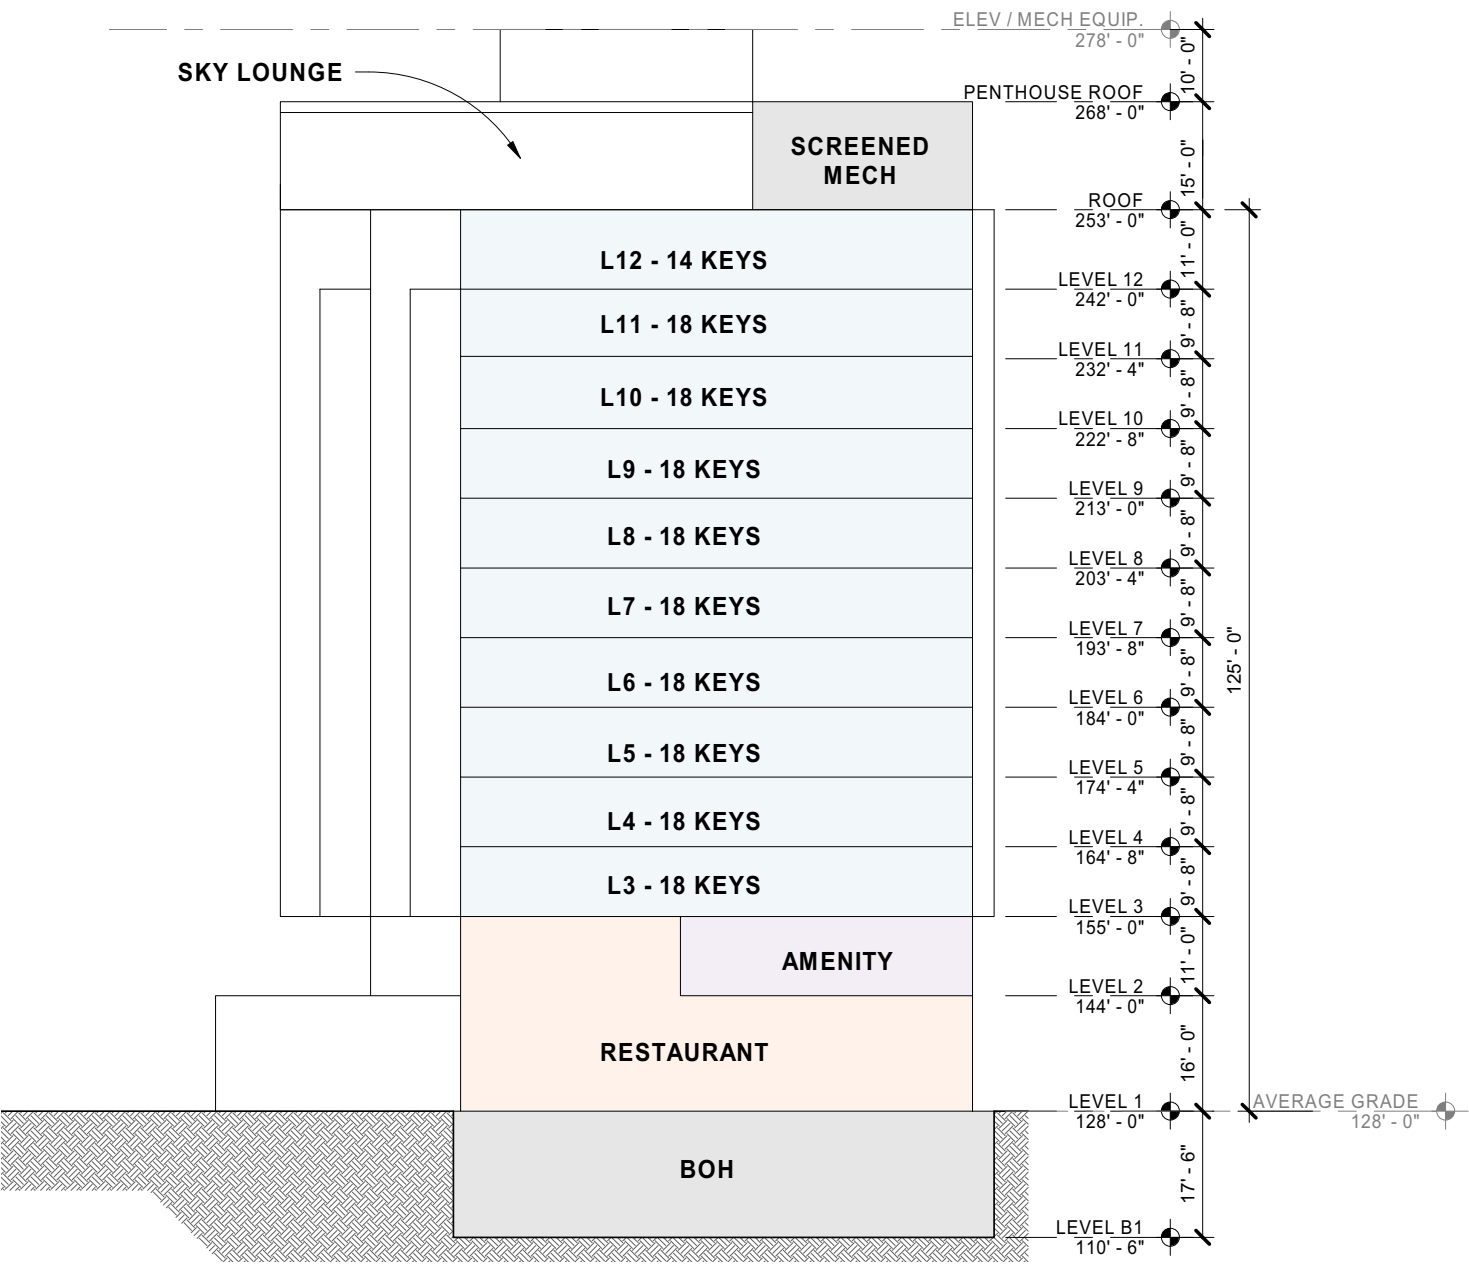 ELEV / MECH EQUIP.
278' - 0"
10' - 0"
SKY LOUNGE
PENTHOUSE ROOF
268' - 0"
SCREENED
MECH
15' - 0"
ROOF
253' - 0"
11' - 0"
L12 - 14 KEYS
LEVEL 12
242' - 0"
9' - 8"
L11 - 18 KEYS
LEVEL 11
232' - 4"
9' - 8"
L10 - 18 KEYS
LEVEL 10
222' - 8"
9' - 8"
L9 - 18 KEYS
LEVEL 9
213' - 0"
9' - 8"
L8 - 18 KEYS
LEVEL 8
203' - 4"
9' - 8"
L7 - 18 KEYS
LEVEL 7
193' - 8"
9' - 8"
125' - 0"
L6 - 18 KEYS
LEVEL 6
184' - 0"
9' - 8"
L5 - 18 KEYS
LEVEL 5
174' - 4"
9' - 8"
L4 - 18 KEYS
LEVEL 4
164' - 8"
9' - 8"
L3 - 18 KEYS
LEVEL 3
155' - 0"
11' - 0"
AMENITY
LEVEL 2
144' - 0"
16' - 0"
RESTAURANT
LEVEL 1
128' - 0"
AVERAGE GRADE
128' - 0"
17' - 6"
BOH
LEVEL B1
110' - 6"